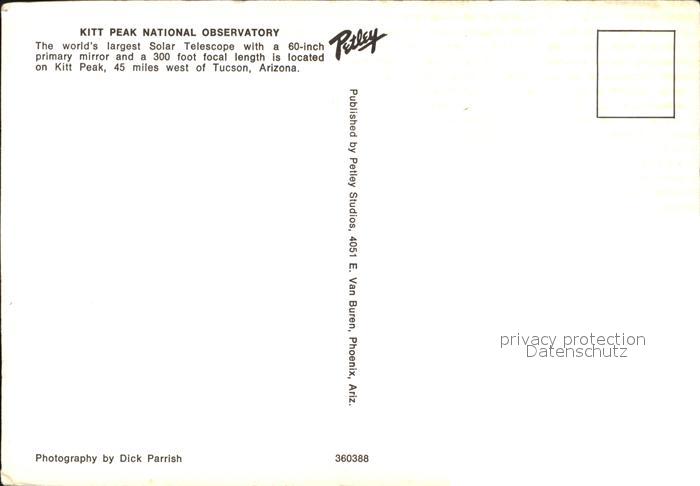 KITT PEAK NATIONAL OBSERVATORY
The world's largest Solar Telescope with a 60-inch
primary mirror and a 300 foot focal length is located
on Kitt Peak, 45 miles west of Tucson, Arizona.
Petley
Published by Petley Studios, 4051 E. Van Buren, Phoenix, Ariz.
privacy protection
Datenschutz
Photography by Dick Parrish
360388